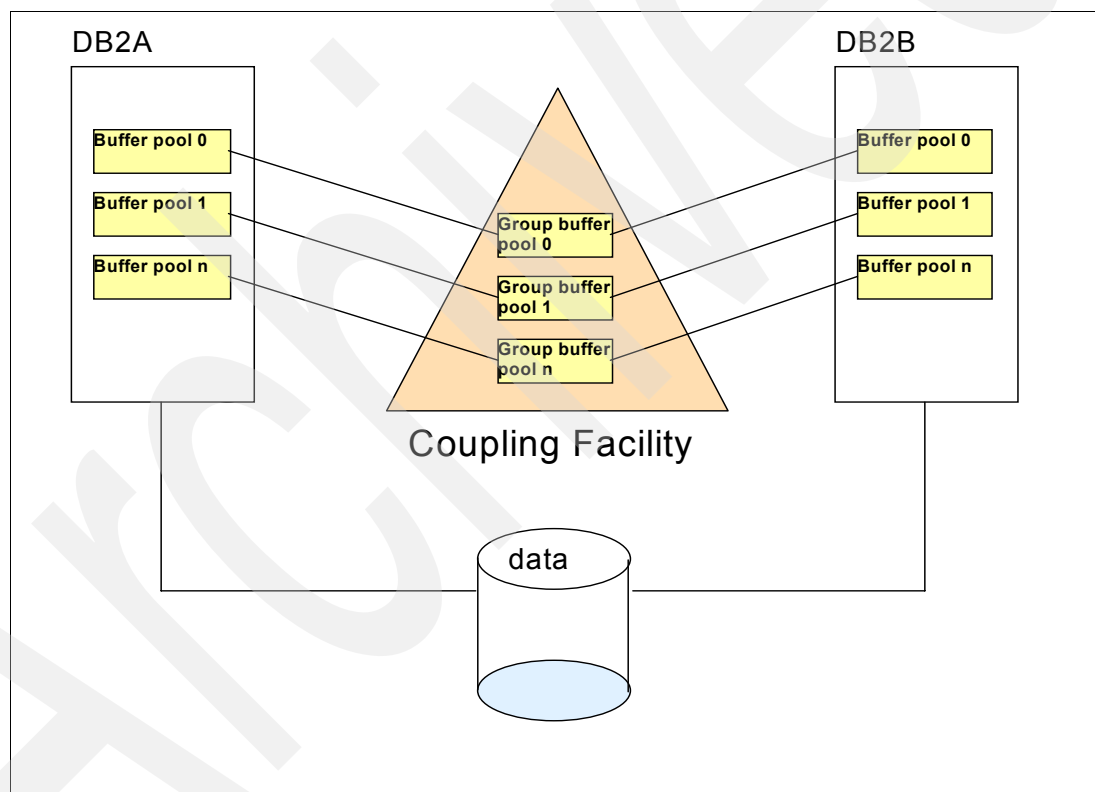 DB2A
DB2B
Buffer pool 0
Buffer pool 1
Buffer pool n
Group buffer
pool 0
Group buffer
pool 1
Group buffer
pool n
Buffer pool 0
Buffer pool 1
Buffer pool n
Coupling Facility
data
Archived